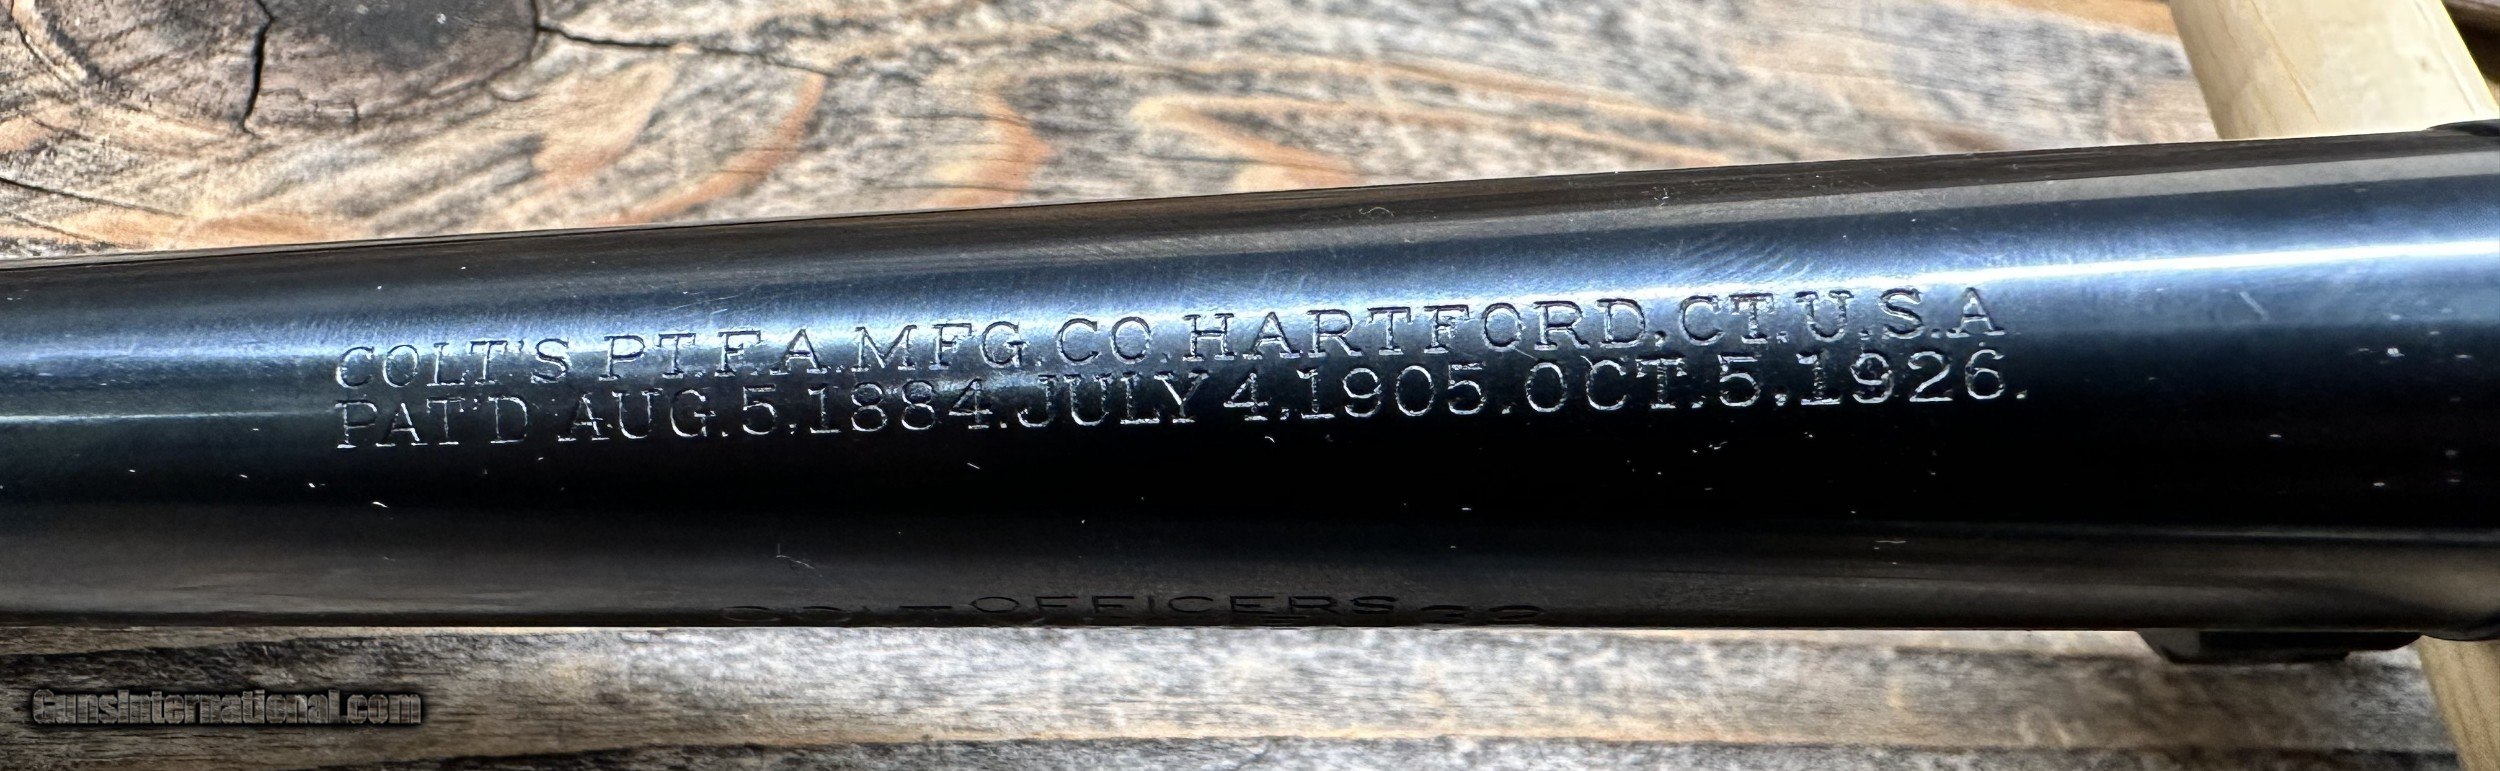 COLT'S PT.F.A.MFG.CO.HARTFORD,CT.U.S.A
PAT'D AUG.5.1884.JULY 4,1905.OCT.5,1926.
COLT OFFICERS
GunsInternational.com